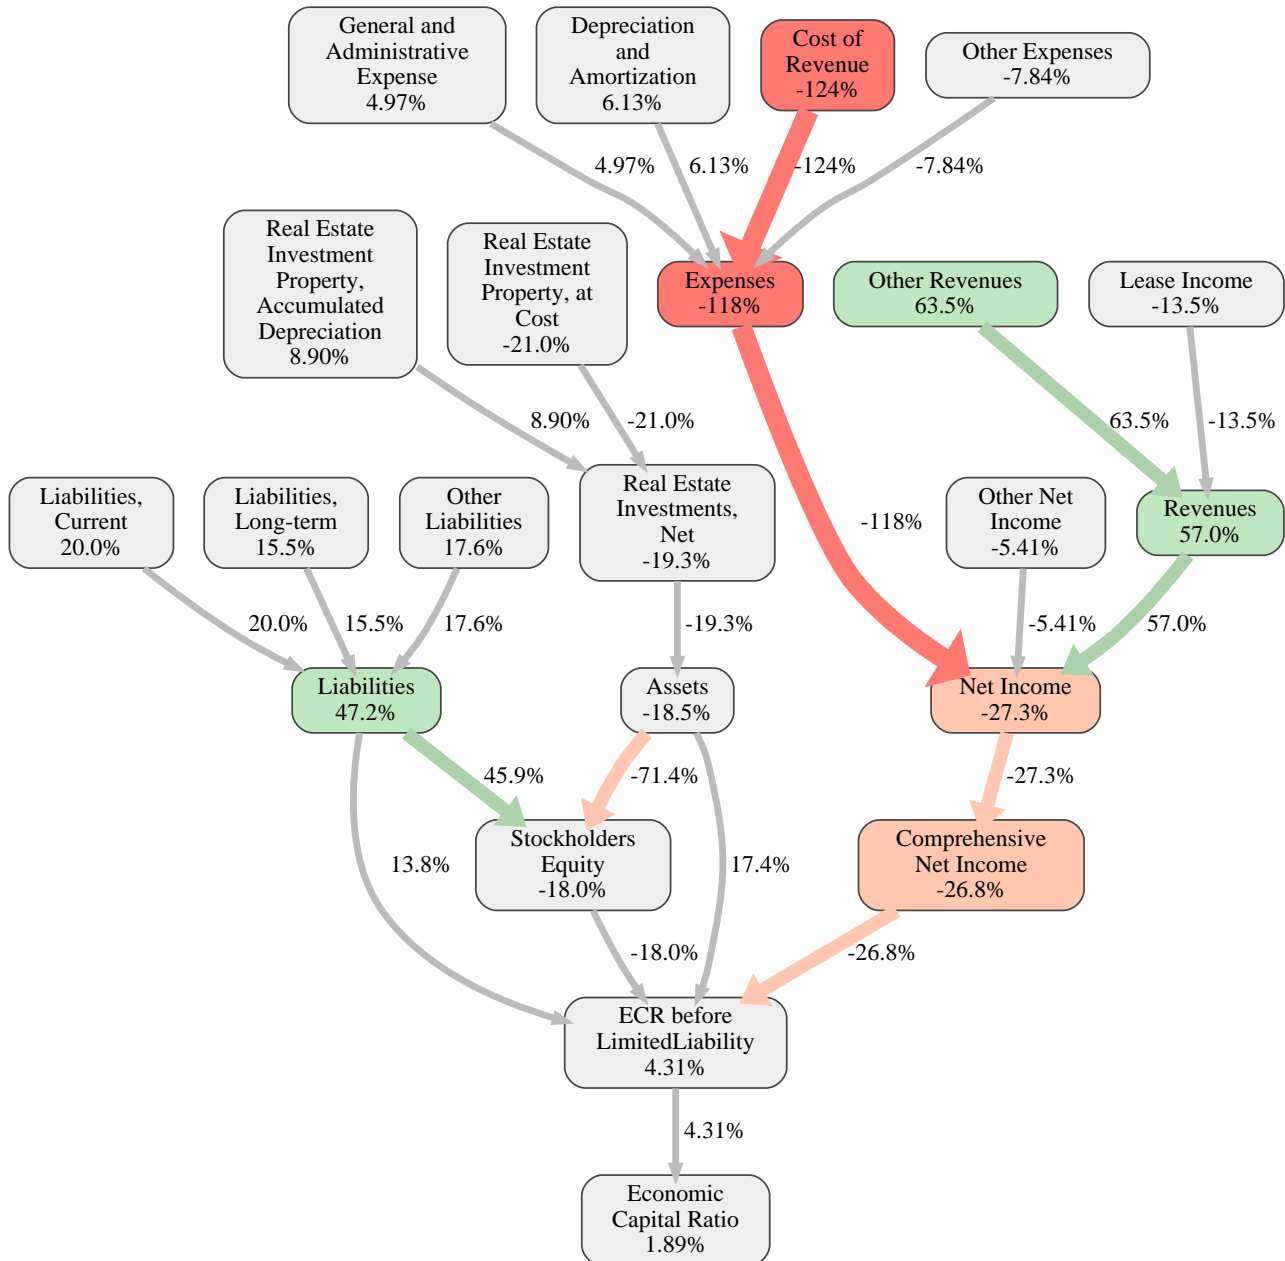 General and
Administrative
Expense
4.97%
Depreciation
and
Amortization
6.13%
Cost of
Revenue
-124%
Other Expenses
-7.84%
4.97%
6.13%
-124%
-7.84%
Real Estate
Investment
Property,
Accumulated
Depreciation
8.90%
Real Estate
Investment
Property, at
Cost
-21.0%
Expenses
-118%
Other Revenues
63.5%
Lease Income
-13.5%
8.90%
-21.0%
63.5%
-13.5%
Liabilities,
Current
20.0%
Liabilities,
Long-term
15.5%
Other
Liabilities
17.6%
Real Estate
Investments,
Net
-19.3%
-118%
Other Net
Income
-5.41%
Revenues
57.0%
20.0%
15.5%
17.6%
-19.3%
-5.41%
57.0%
Liabilities
47.2%
Assets
-18.5%
Net Income
-27.3%
45.9%
-71.4%
-27.3%
13.8%
Stockholders
Equity
-18.0%
17.4%
Comprehensive
Net Income
-26.8%
-18.0%
-26.8%
ECR before
LimitedLiability
4.31%
4.31%
Economic
Capital Ratio
1.89%